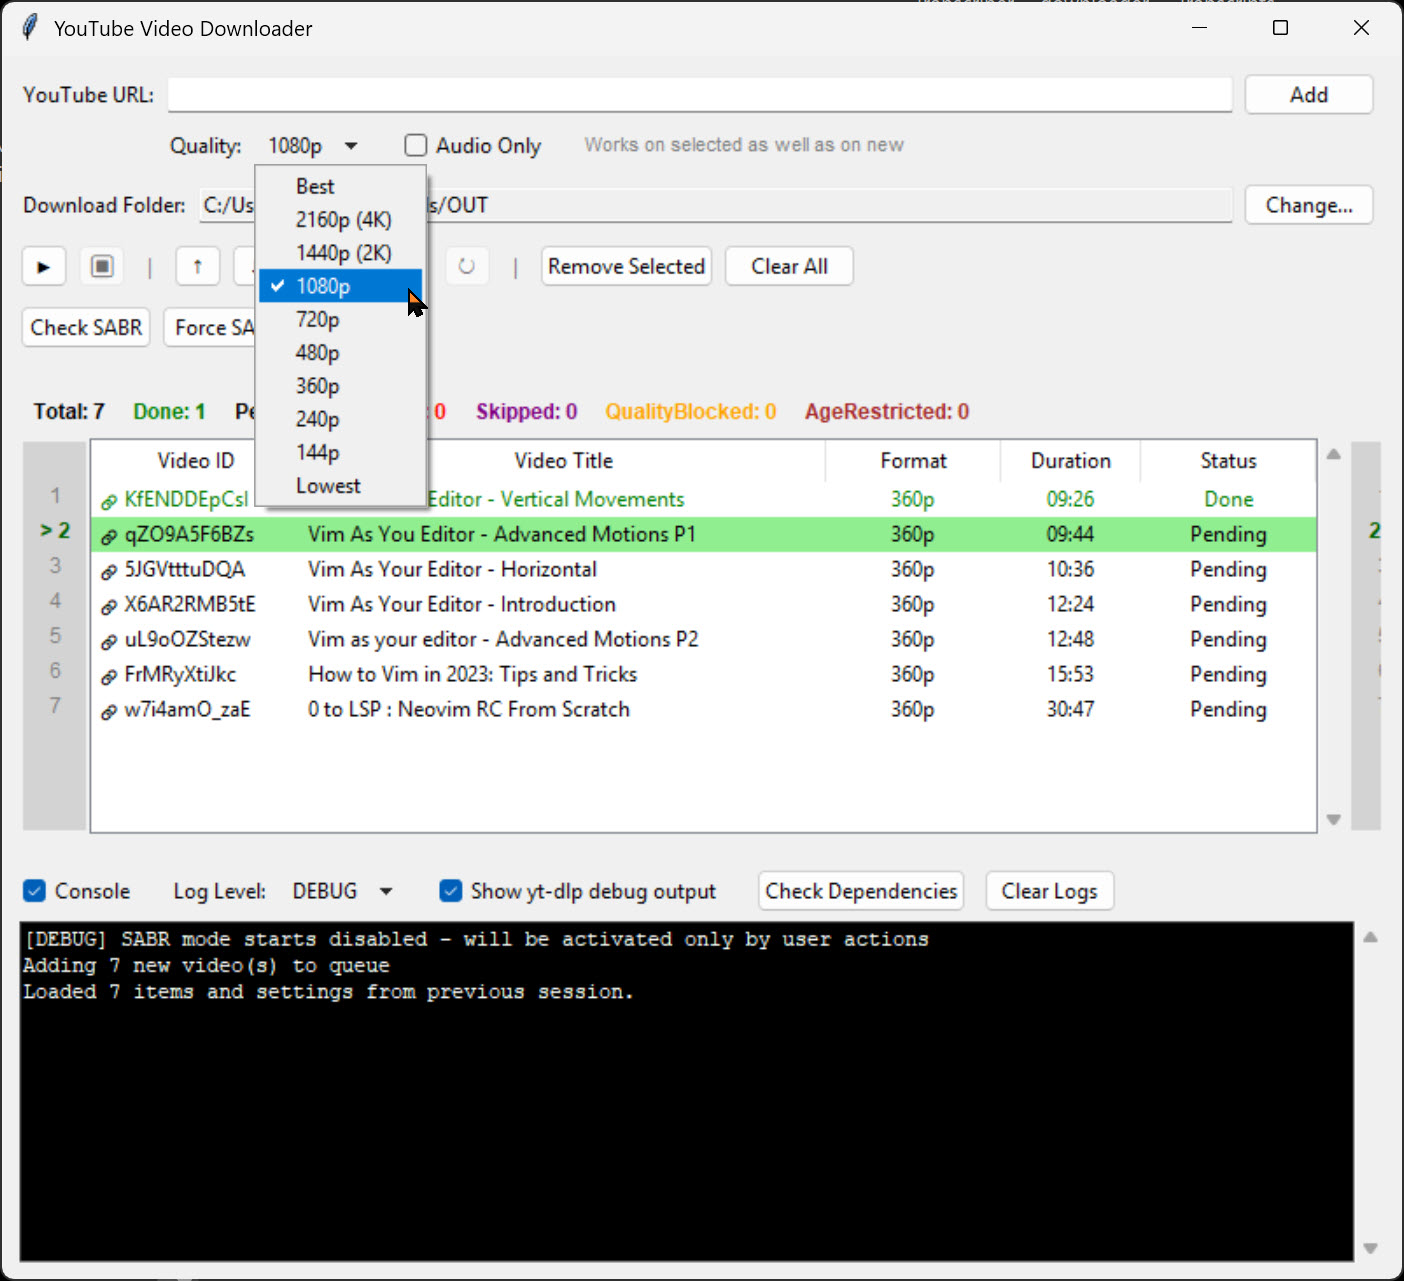 YouTube Video Downloader
YouTube URL: Add
Quality: 1080p Audio Only Works on selected as well as on new
Best
Download Folder: C:/Us s/OUT Change...
2160p (4K)
1440p (2K)
| | Remove Selected Clear All
1080p
Check SABR Force SA
720p
480p
360p
Total: 7 Done: 1 Pe : 0 Skipped: 0 QualityBlocked: 0 AgeRestricted: 0
240p
144p
Video ID Video Title Format Duration Status
Lowest
1 KfENDDEpCsI Editor - Vertical Movements 360p 09:26 Done
> 2 qZO9A5F6BZs Vim As You Editor - Advanced Motions P1 360p 09:44 Pending 2
3 5JGVtttuDQA Vim As Your Editor - Horizontal 360p 10:36 Pending
4 X6AR2RMB5tE Vim As Your Editor - Introduction 360p 12:24 Pending
5 uL9oOZStezw Vim as your editor - Advanced Motions P2 360p 12:48 Pending
6 FrMRyXtiJkc How to Vim in 2023: Tips and Tricks 360p 15:53 Pending
7 w7i4amO_zaE 0 to LSP : Neovim RC From Scratch 360p 30:47 Pending
Console Log Level: DEBUG Show yt-dlp debug output Check Dependencies Clear Logs
[DEBUG] SABR mode starts disabled - will be activated only by user actions
Adding 7 new video(s) to queue
Loaded 7 items and settings from previous session.